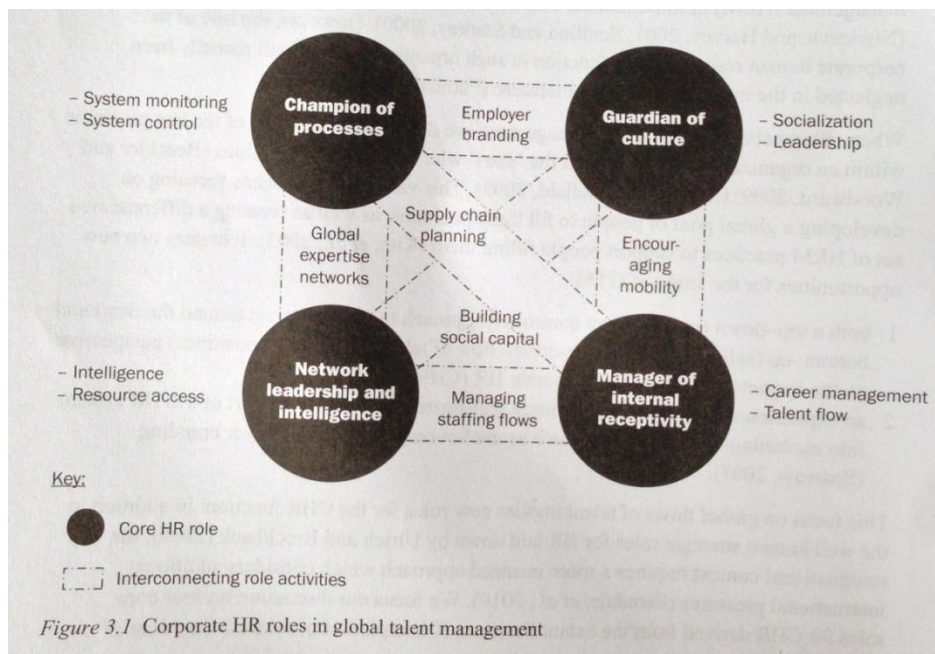 Champion of
processes
Guardian of
culture
– System monitoring
– System control
Employer
branding
– Socialization
– Leadership
Supply chain
planning
Global
expertise
networks
Encour-
aging
mobility
Building
social capital
Network
leadership and
intelligence
Manager of
internal
receptivity
– Intelligence
– Resource access
Managing
staffing flows
– Career management
– Talent flow
Key:
Core HR role
Interconnecting role activities
Figure 3.1 Corporate HR roles in global talent management